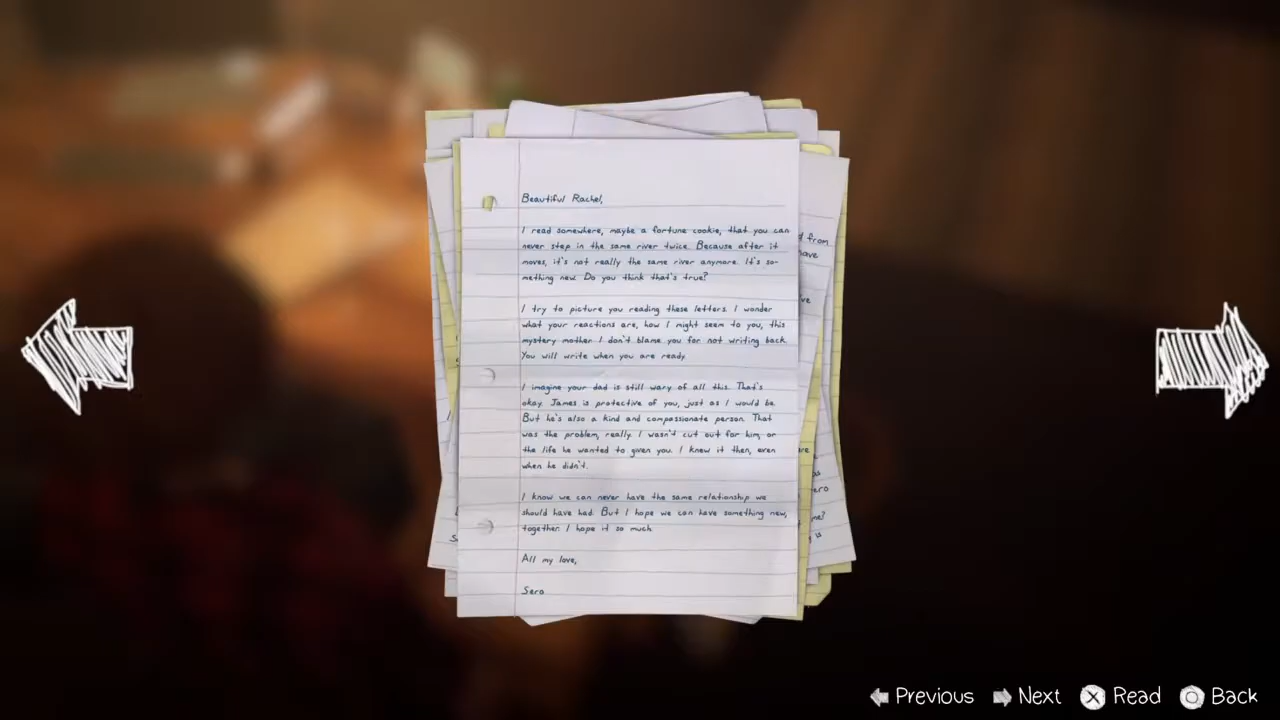 Beautiful Rachel,
I read somewhere, maybe a fortune cookie, that you can
never step in the same river twice. Because after it
moves, it's not really the same river anymore. It's so-
mething new. Do you think that's true?
I try to picture you reading these letters. I wonder
what your reactions are, how I might seem to you, this
mystery mother. I don't blame you for not writing back.
You will write when you are ready.
I imagine your dad is still wary of all this. That's
okay. James is protective of you, just as I would be.
But he's also a kind and compassionate person. That
was the problem, really. I wasn't cut out for him, or
the life he wanted to given you. I knew it then, even
when he didn't.
I know we can never have the same relationship we
should have had. But I hope we can have something new,
together. I hope it so much.
All my love,
Sera
from
have
've
are
me?
Previous
Next
Read
Back